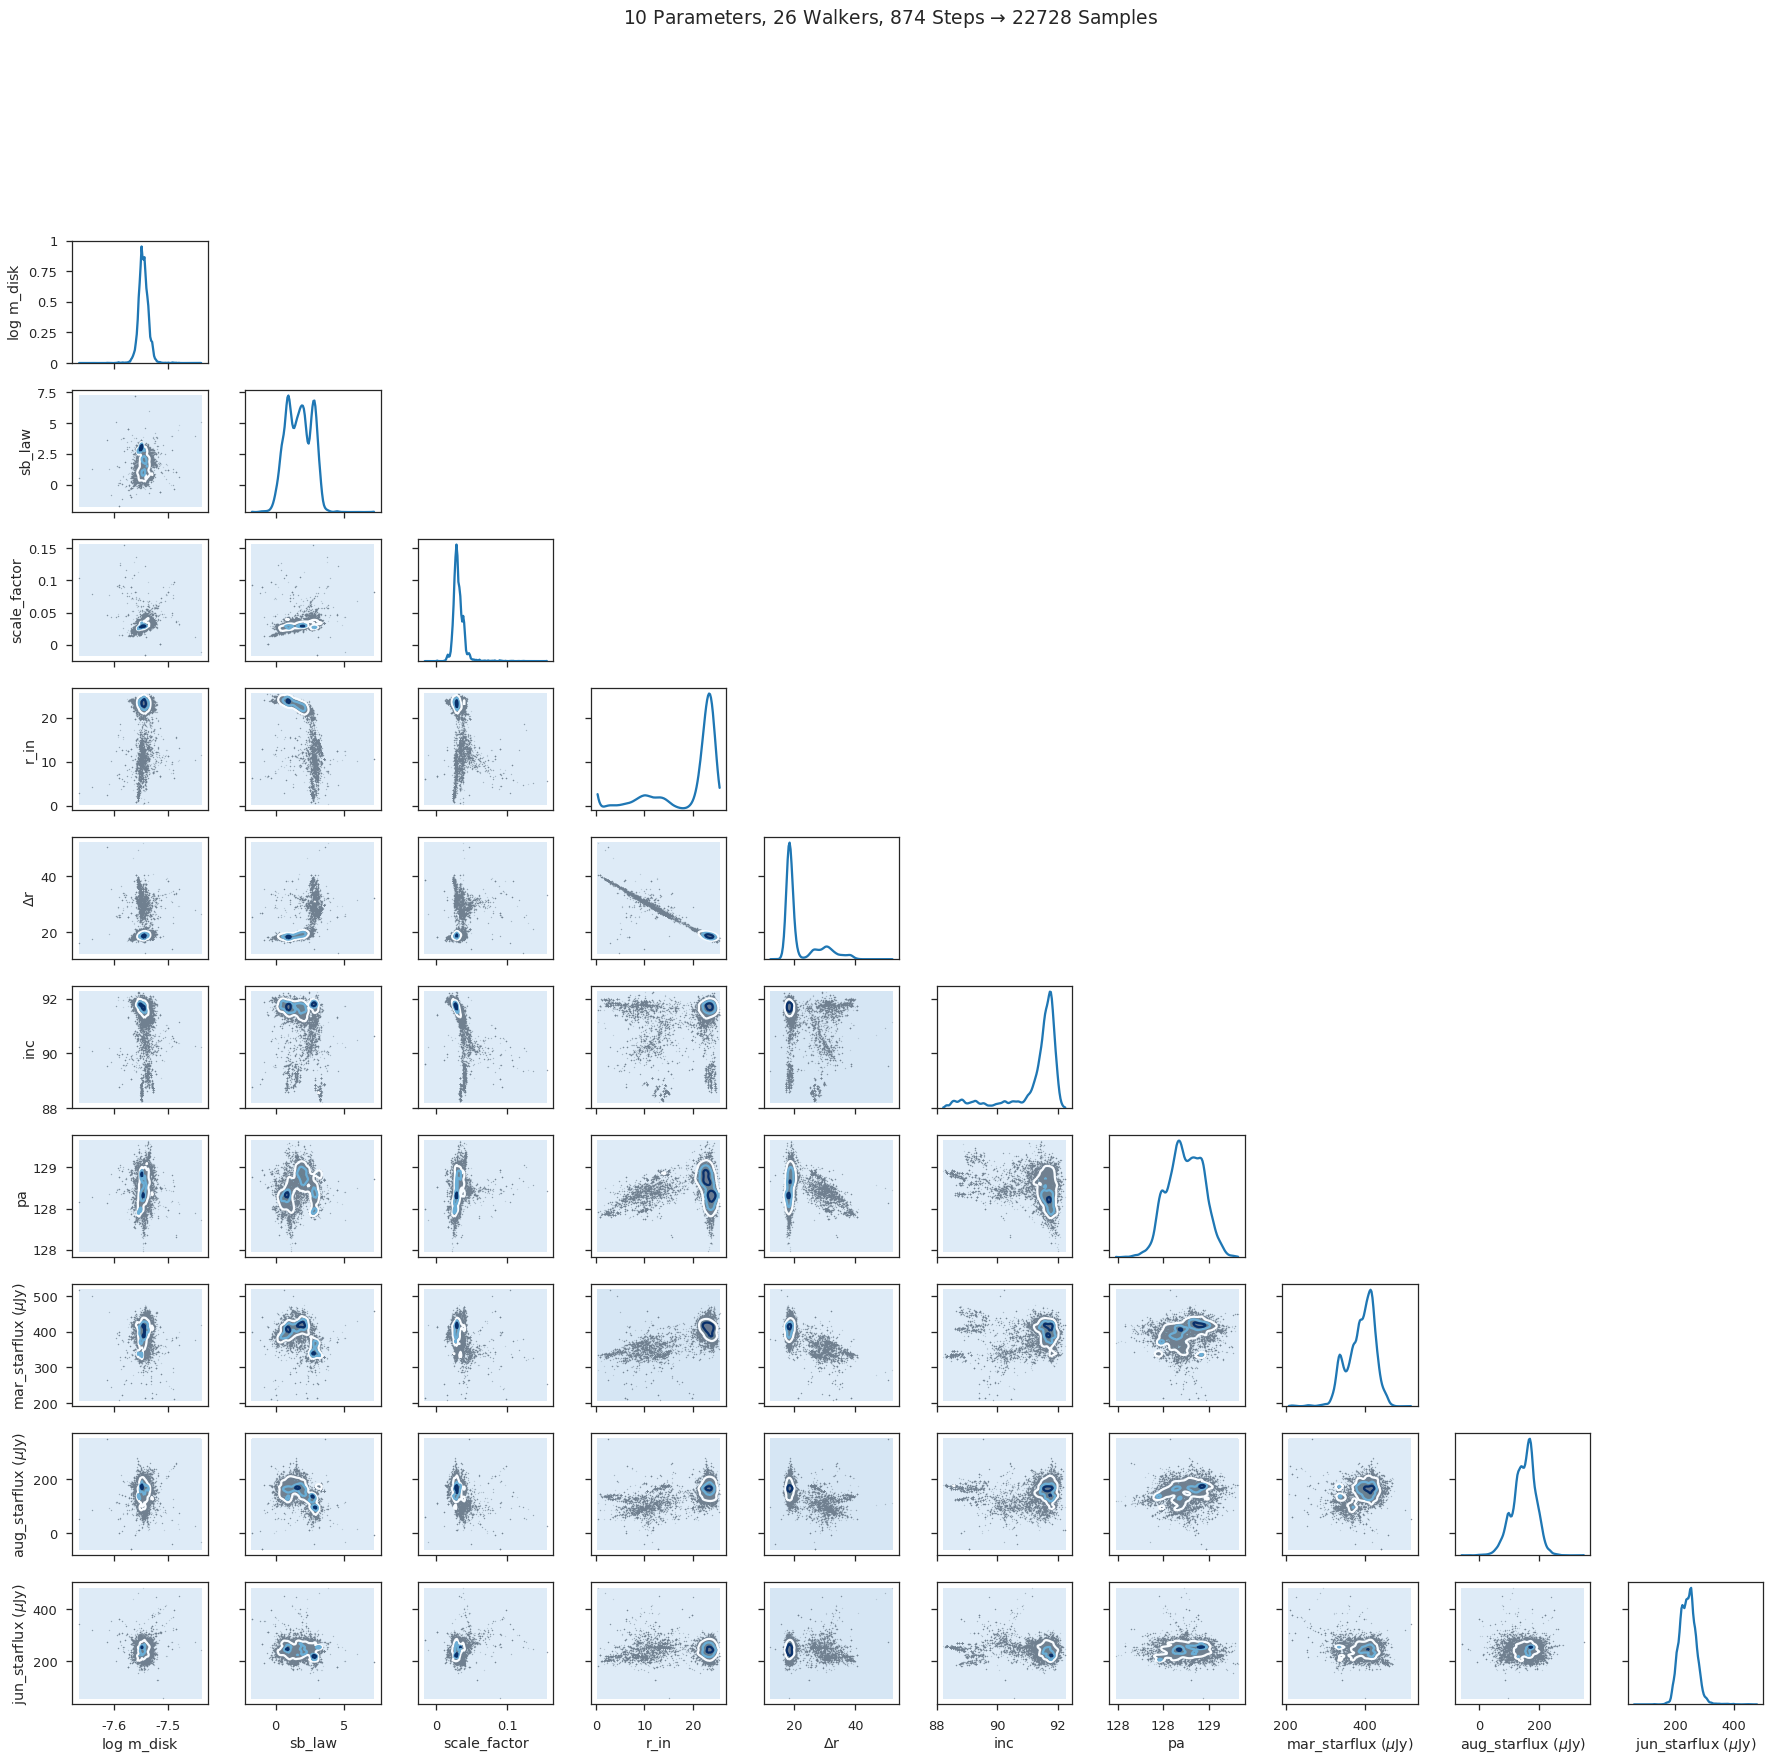 10 Parameters, 26 Walkers, 874 Steps → 22728 Samples
1
0.75
0.5
0.25
0
log m_disk
7.5
5
2.5
0
sb_law
0.15
0.1
0.05
0
scale_factor
20
10
0
r_in
40
20
Δr
92
90
88
inc
129
128
128
pa
500
400
300
200
mar_starflux (μJy)
200
0
aug_starflux (μJy)
400
200
jun_starflux (μJy)
-7.6 -7.5 0 5 0 0.1 0 10 20 20 40 88 90 92 128 128 129 200 400 0 200 200 400
log m_disk sb_law scale_factor r_in Δr inc pa mar_starflux (μJy) aug_starflux (μJy) jun_starflux (μJy)